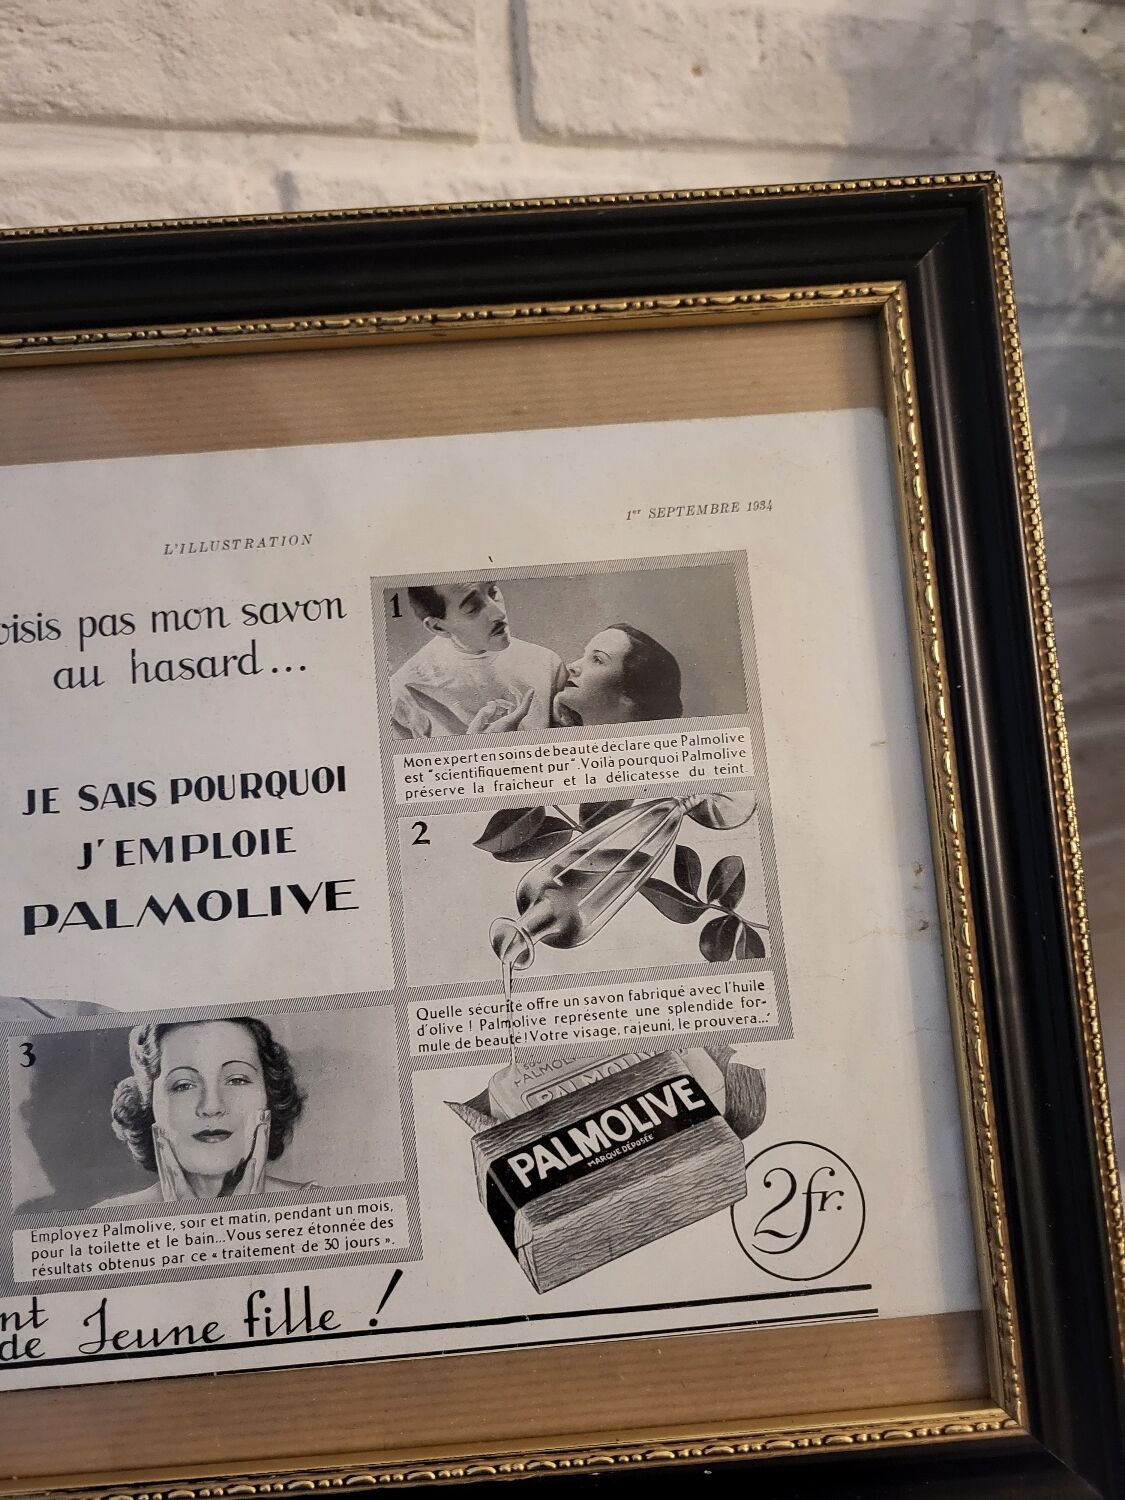 L'ILLUSTRATION
1er SEPTEMBRE 1934
pas mon savon
au hasard...
JE SAIS POURQUOI
J'EMPLOIE
PALMOLIVE
1
Mon expert en soins de beauté déclare que Palmolive
est "scientifiquement pur". Voilà pourquoi Palmolive
préserve la fraîcheur et la délicatesse du teint.
2
Quelle sécurité offre un savon fabriqué avec l'huile
d'olive ! Palmolive représente une splendide for-
mule de beauté ! Votre visage, rajeuni, le prouvera...
3
Employez Palmolive, soir et matin, pendant un mois,
pour la toilette et le bain... Vous serez étonnée des
résultats obtenus par ce « traitement de 30 jours ».
PALMOLIVE
PALMOLIVE
MARQUE DÉPOSÉE
2 fr.
nt
de Jeune fille !